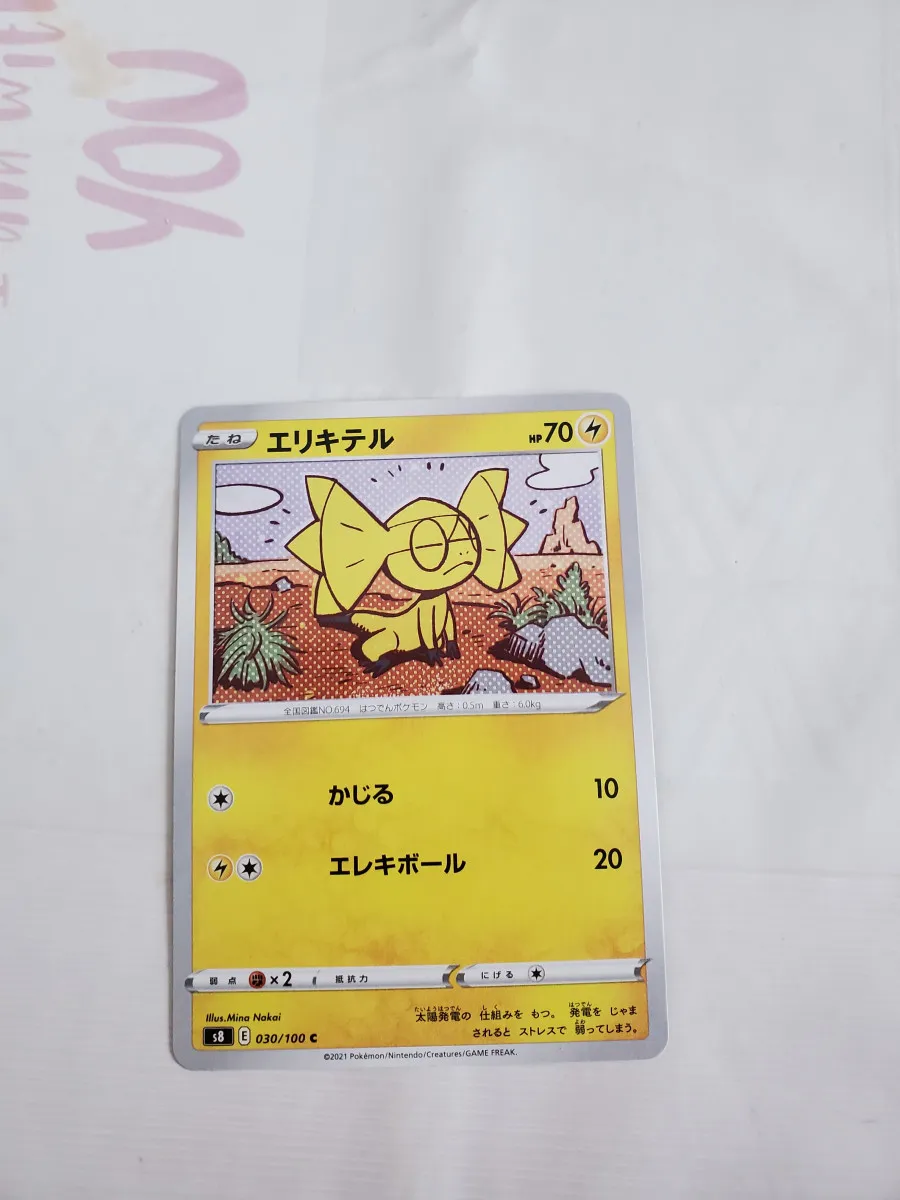 YOU
たね エリキテル HP70
全国図鑑NO.694 はつでんポケモン 高さ:0.5m 重さ:6.0kg
かじる 10
エレキボール 20
弱点 ×2 抵抗力 にげる
Illus.Mina Nakai
太陽発電の 仕組みを もつ。 発電を じゃま
されると ストレスで 弱ってしまう。
s8 E 030/100 C
©2021 Pokémon/Nintendo/Creatures/GAME FREAK.